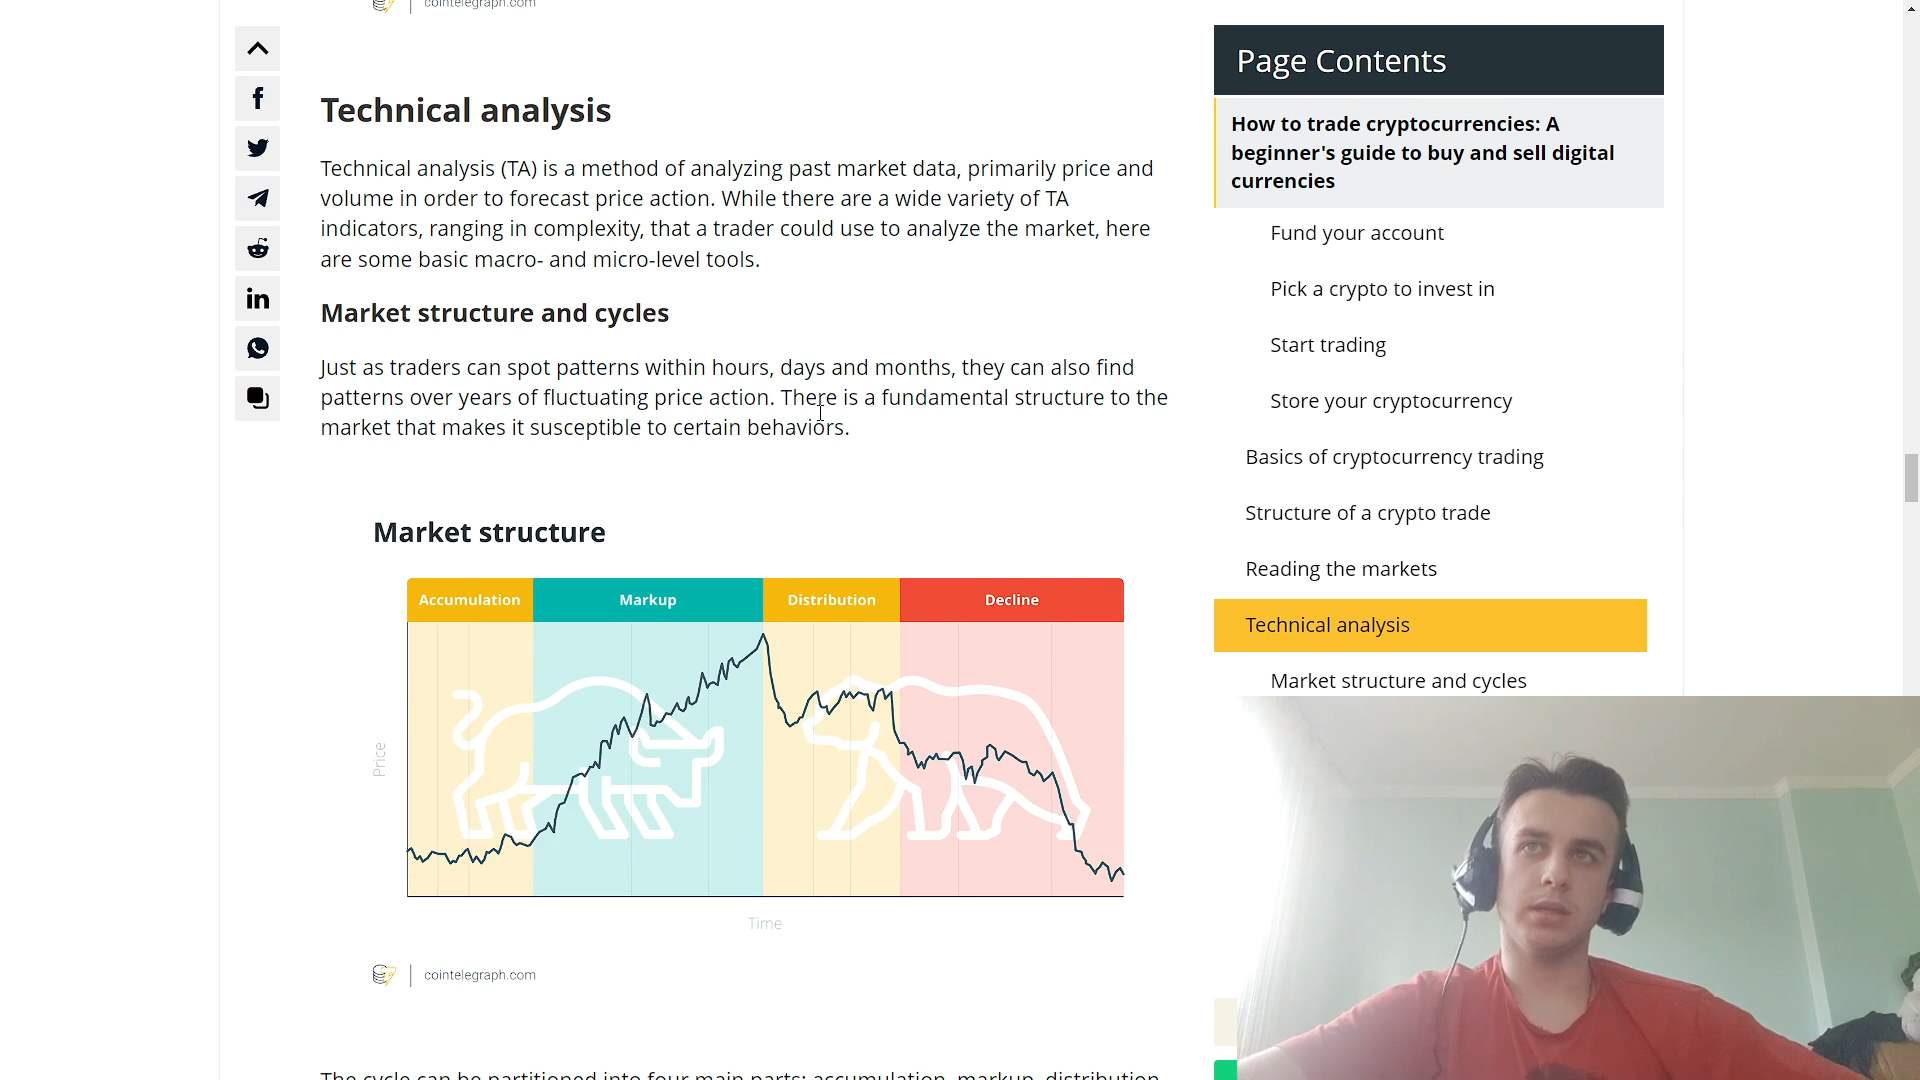 cointelegraph.com
Technical analysis
Technical analysis (TA) is a method of analyzing past market data, primarily price and
volume in order to forecast price action. While there are a wide variety of TA
indicators, ranging in complexity, that a trader could use to analyze the market, here
are some basic macro- and micro-level tools.
Market structure and cycles
Just as traders can spot patterns within hours, days and months, they can also find
patterns over years of fluctuating price action. There is a fundamental structure to the
market that makes it susceptible to certain behaviors.
Market structure
Accumulation
Markup
Distribution
Decline
Price
Time
cointelegraph.com
The cycle can be partitioned into four main parts: accumulation, markup, distribution
Page Contents
How to trade cryptocurrencies: A
beginner's guide to buy and sell digital
currencies
Fund your account
Pick a crypto to invest in
Start trading
Store your cryptocurrency
Basics of cryptocurrency trading
Structure of a crypto trade
Reading the markets
Technical analysis
Market structure and cycles